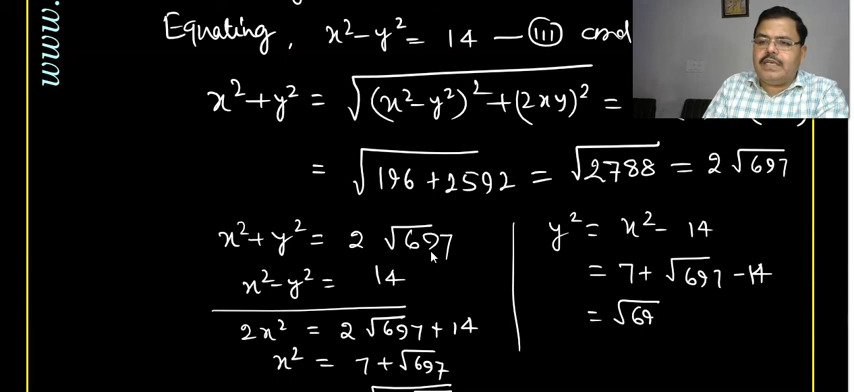 www.
Equating, x² - y² = 14 — (III) and
x² + y² = √((x² - y²)² + (2xy)²) =
= √(196 + 2592) = √2788 = 2√697
x² + y² = 2√697
x² - y² = 14
2x² = 2√697 + 14
x² = 7 + √697
y² = x² - 14
= 7 + √697 - 14
= √69